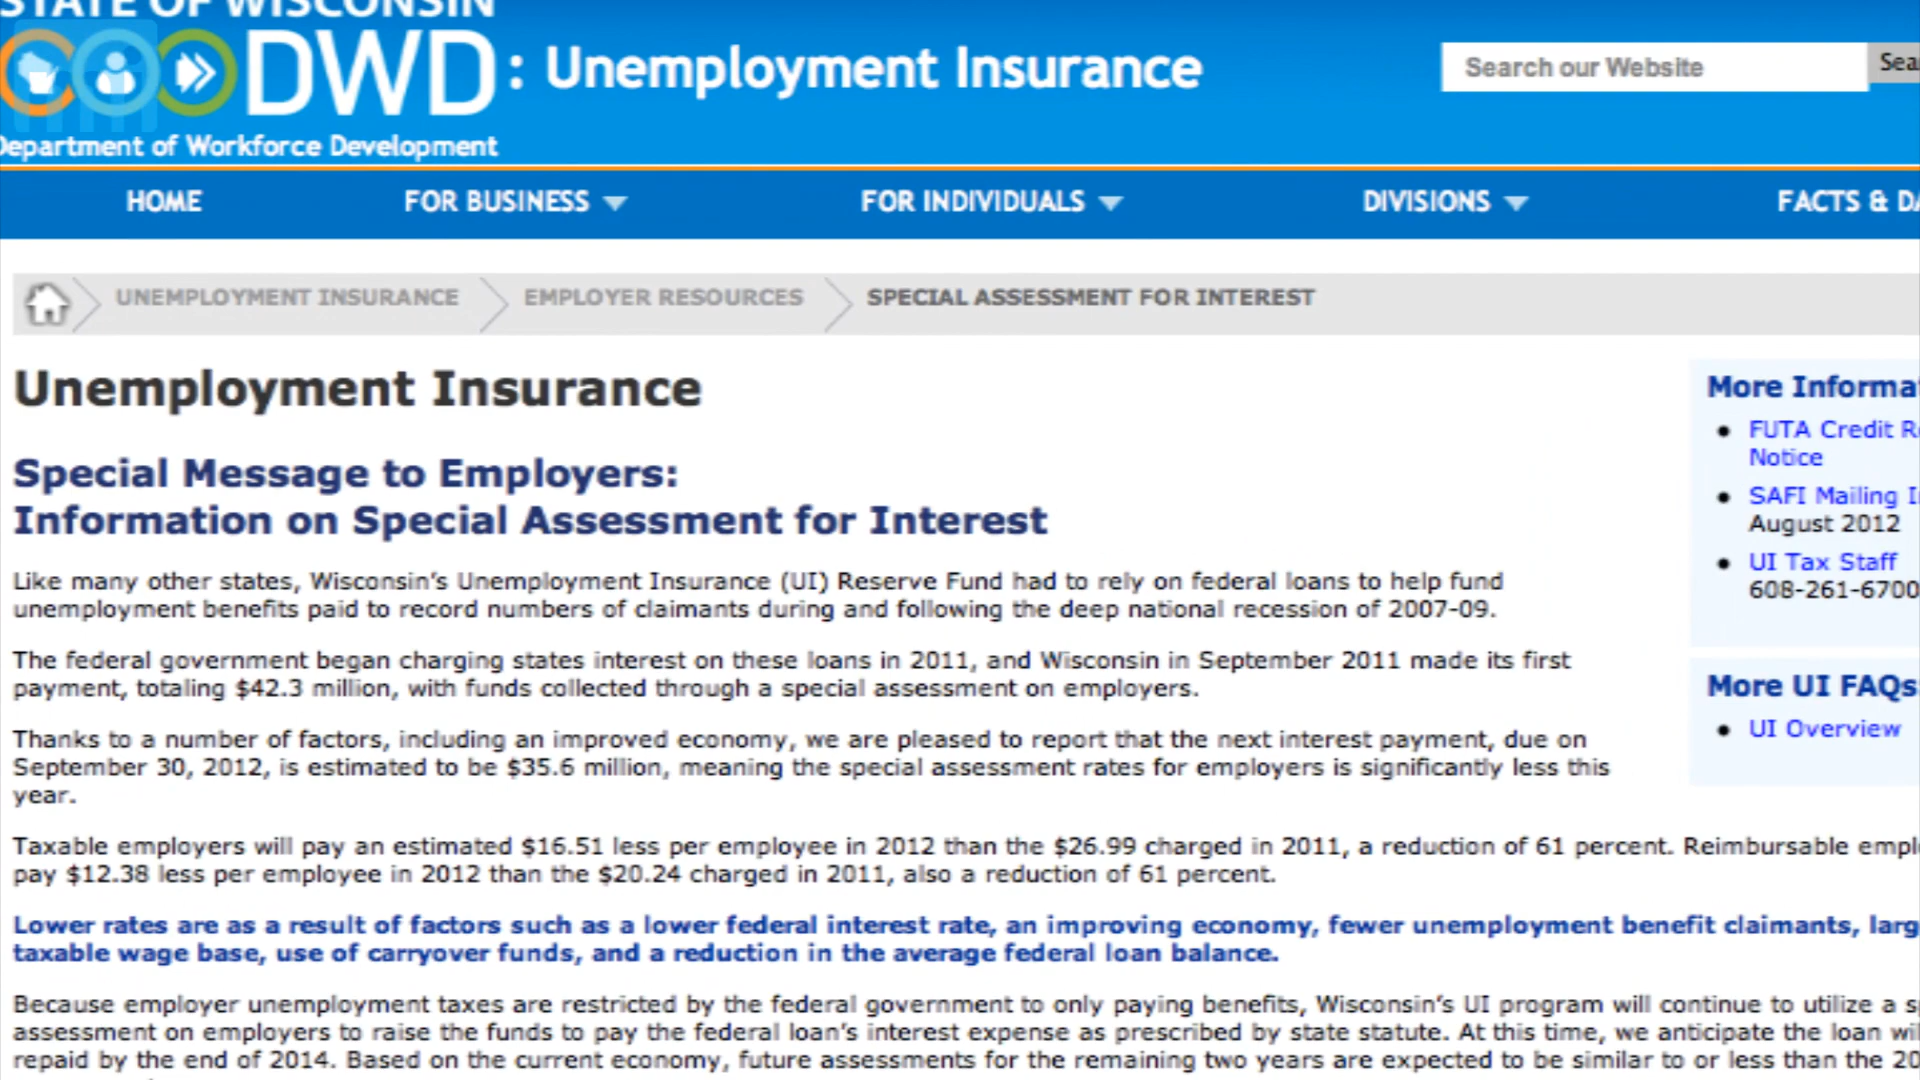 STATE OF WISCONSIN
DWD: Unemployment Insurance
Search our Website
Department of Workforce Development
HOME
FOR BUSINESS
FOR INDIVIDUALS
DIVISIONS
FACTS &
UNEMPLOYMENT INSURANCE
EMPLOYER RESOURCES
SPECIAL ASSESSMENT FOR INTEREST
Unemployment Insurance
Special Message to Employers:
Information on Special Assessment for Interest
Like many other states, Wisconsin's Unemployment Insurance (UI) Reserve Fund had to rely on federal loans to help fund
unemployment benefits paid to record numbers of claimants during and following the deep national recession of 2007-09.
The federal government began charging states interest on these loans in 2011, and Wisconsin in September 2011 made its first
payment, totaling $42.3 million, with funds collected through a special assessment on employers.
Thanks to a number of factors, including an improved economy, we are pleased to report that the next interest payment, due on
September 30, 2012, is estimated to be $35.6 million, meaning the special assessment rates for employers is significantly less this
year.
Taxable employers will pay an estimated $16.51 less per employee in 2012 than the $26.99 charged in 2011, a reduction of 61 percent. Reimbursable empl
pay $12.38 less per employee in 2012 than the $20.24 charged in 2011, also a reduction of 61 percent.
Lower rates are as a result of factors such as a lower federal interest rate, an improving economy, fewer unemployment benefit claimants, larg
taxable wage base, use of carryover funds, and a reduction in the average federal loan balance.
Because employer unemployment taxes are restricted by the federal government to only paying benefits, Wisconsin's UI program will continue to utilize a s
assessment on employers to raise the funds to pay the federal loan's interest expense as prescribed by state statute. At this time, we anticipate the loan wil
repaid by the end of 2014. Based on the current economy, future assessments for the remaining two years are expected to be similar to or less than the 20
More Informa
FUTA Credit R
Notice
SAFI Mailing I
August 2012
UI Tax Staff
608-261-6700
More UI FAQs
UI Overview